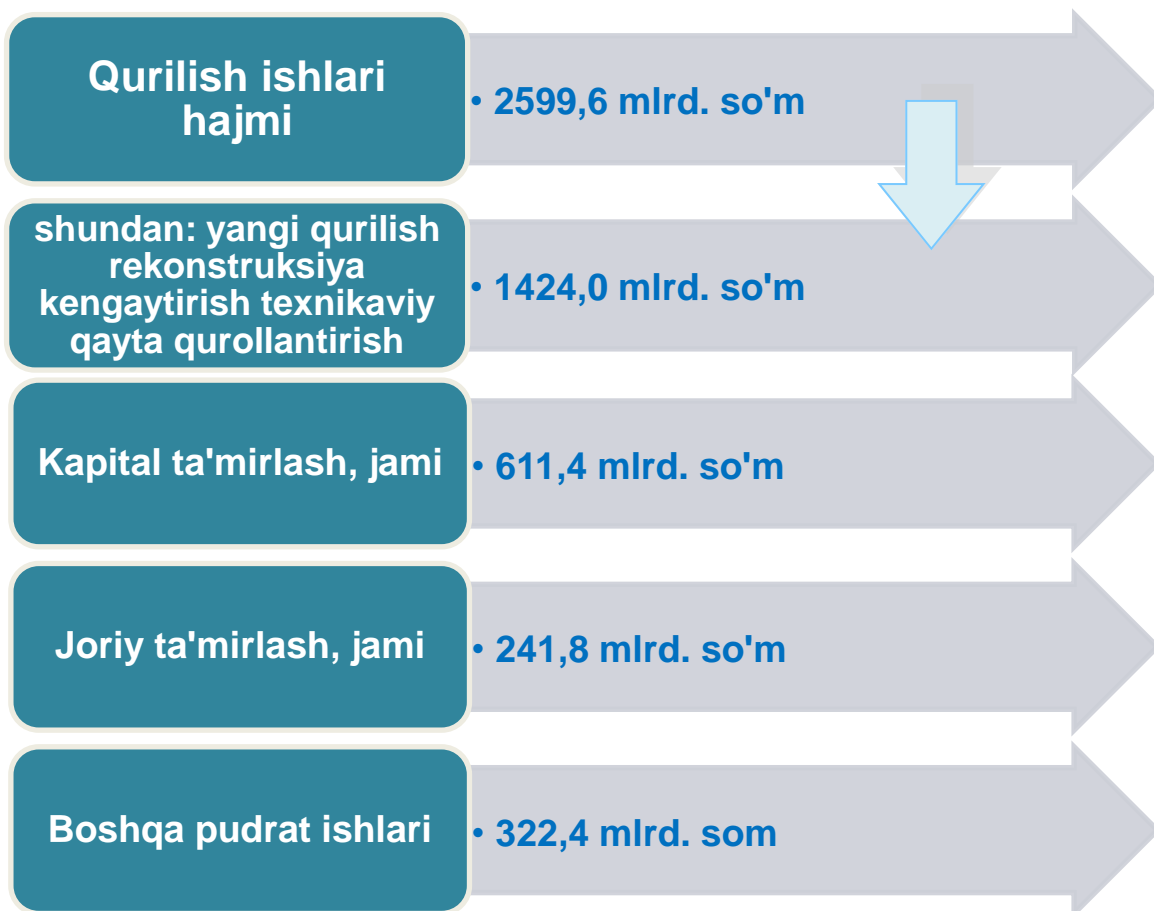 Qurilish ishlari
hajmi
• 2599,6 mlrd. so'm
shundan: yangi qurilish
rekonstruksiya
kengaytirish texnikaviy
qayta qurollantirish
• 1424,0 mlrd. so'm
Kapital ta'mirlash, jami
• 611,4 mlrd. so'm
Joriy ta'mirlash, jami
• 241,8 mlrd. so'm
Boshqa pudrat ishlari
• 322,4 mlrd. som